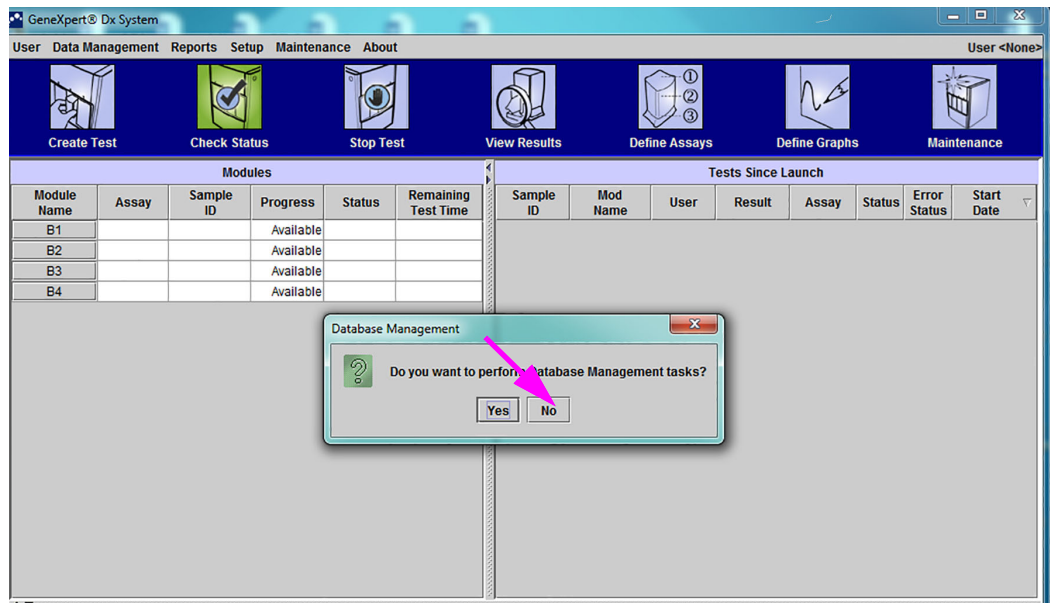 GeneXpert® Dx System
User Data Management Reports Setup Maintenance About User <None>
Create Test Check Status Stop Test View Results Define Assays Define Graphs Maintenance
① ② ③
Modules Tests Since Launch
Module Name Assay Sample ID Progress Status Remaining Test Time Sample ID Mod Name User Result Assay Status Error Status Start Date
B1 Available
B2 Available
B3 Available
B4 Available
Database Management
Do you want to perform Database Management tasks?
Yes No